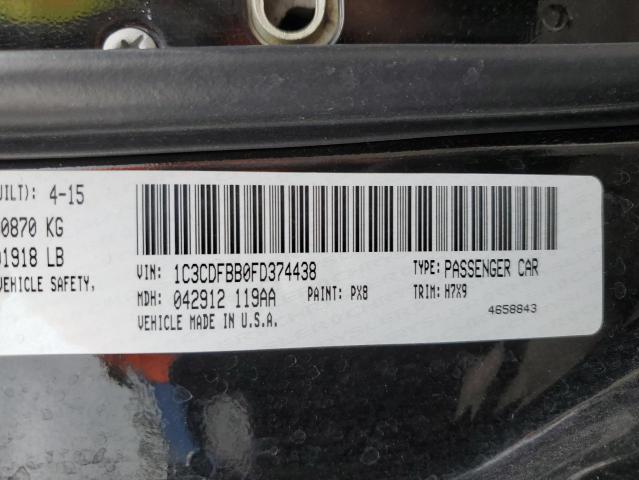 UILT): 4-15
0870 KG
1918 LB
VEHICLE SAFETY,
VIN: 1C3CDFBB0FD374438 TYPE: PASSENGER CAR
MDH: 042912 119AA PAINT: PX8 TRIM: H7X9
VEHICLE MADE IN U.S.A. 4658843